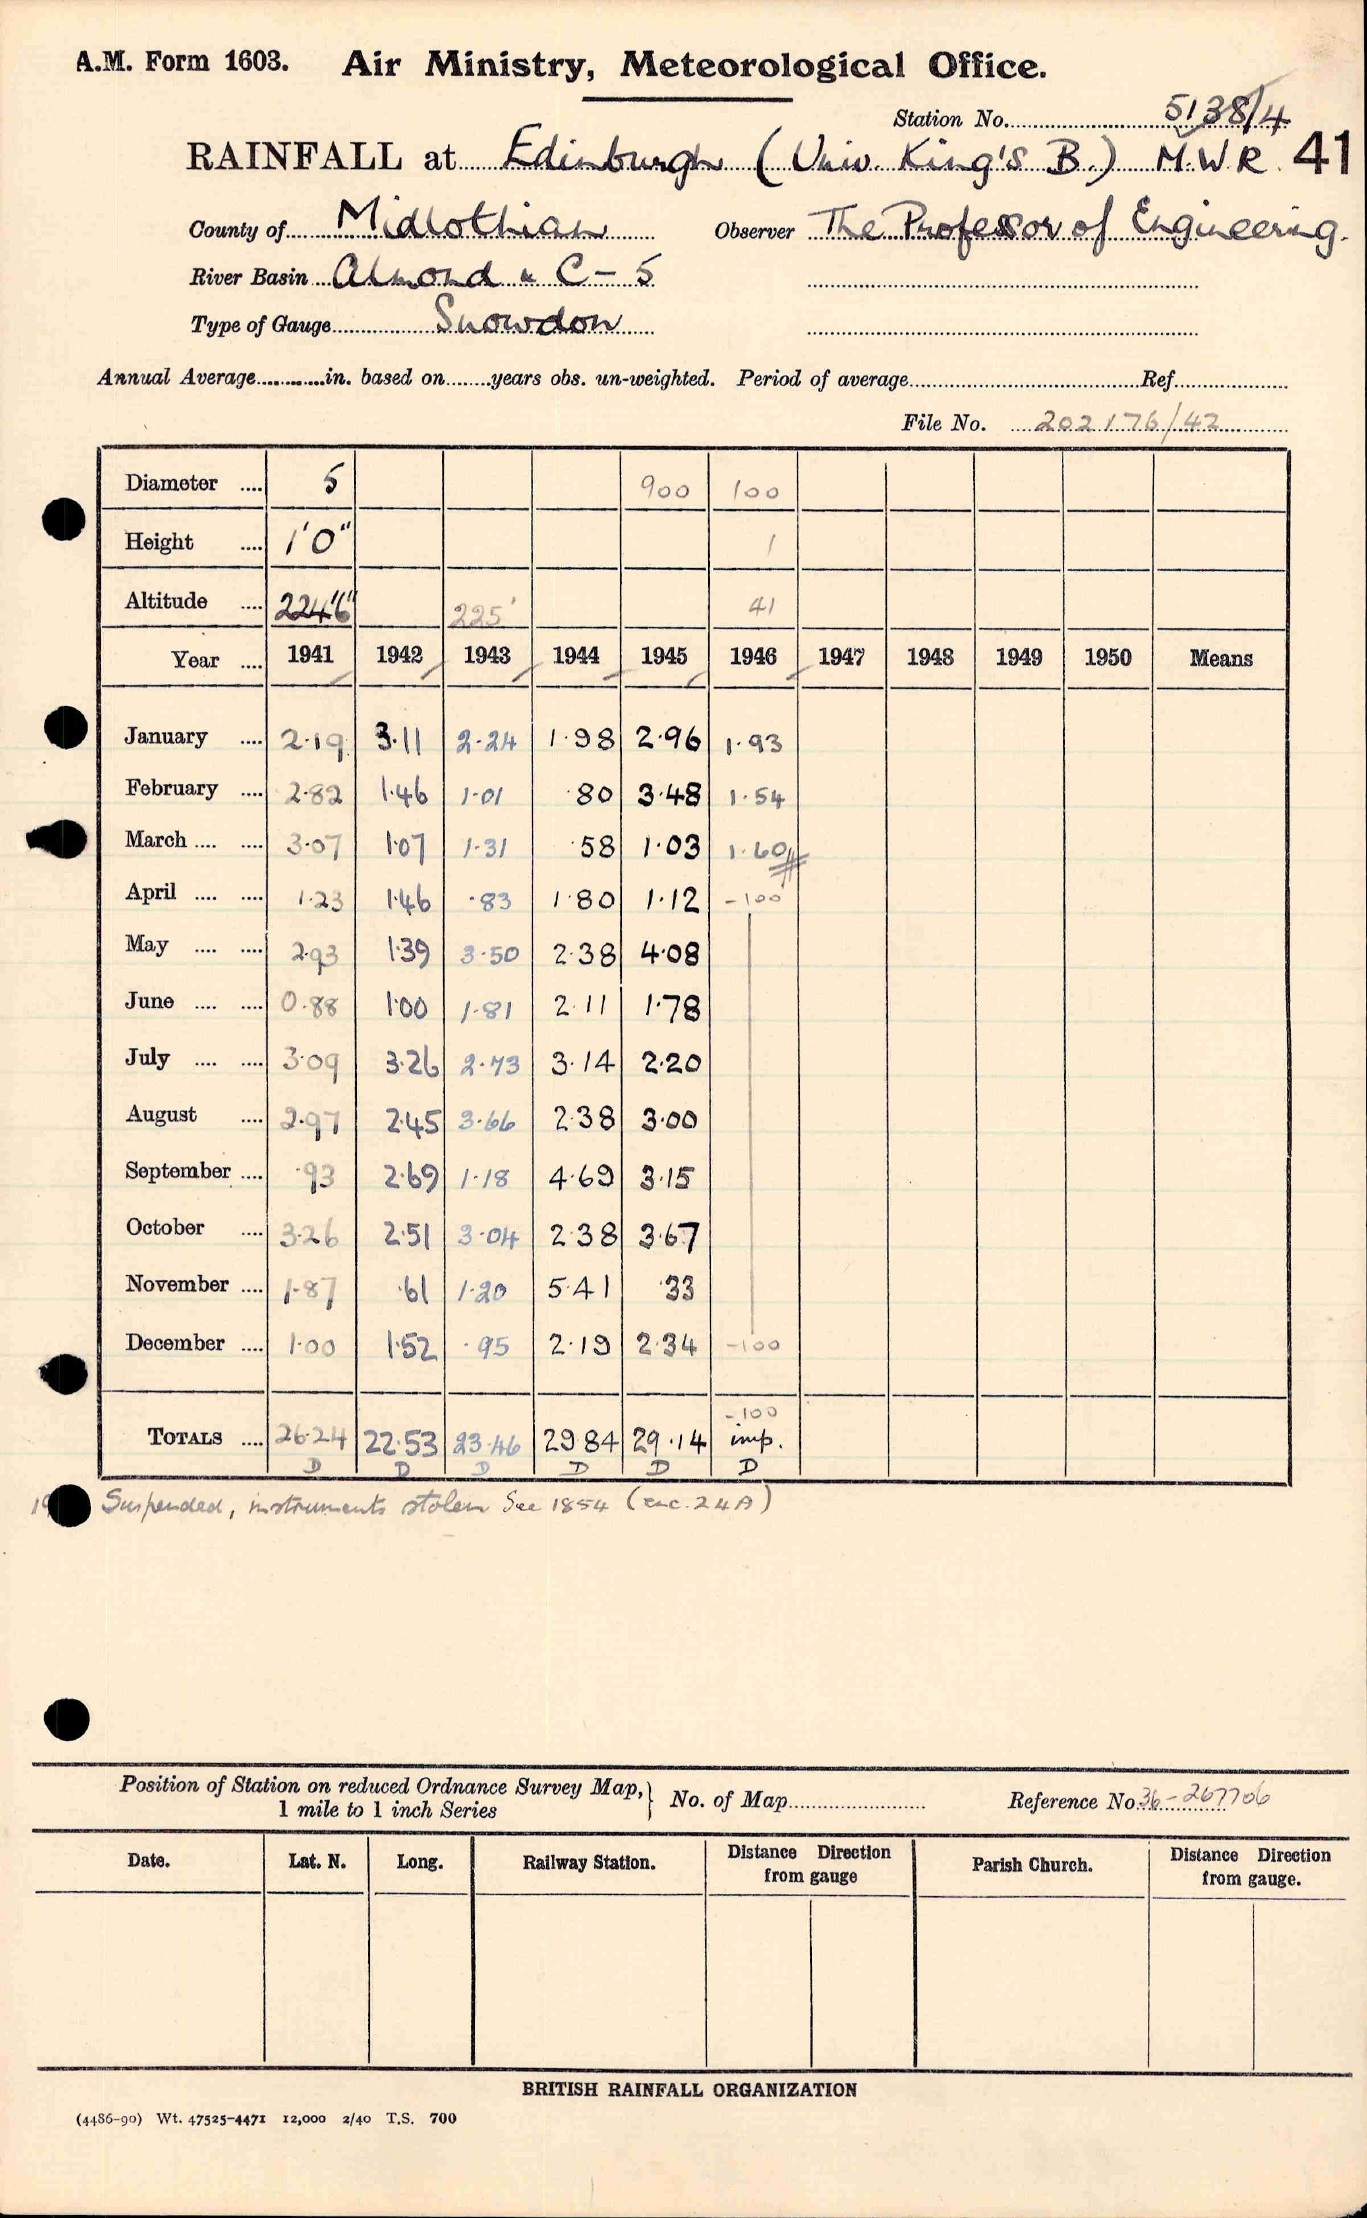 A.M. Form 1603. Air Ministry, Meteorological Office.
Station No. 5138/4
RAINFALL at Edinburgh (Univ. King's B.) M.W.R. 41
County of Midlothian Observer The Professor of Engineering.
River Basin Almond & C - 5
Type of Gauge Snowdon
Annual Average............in. based on........years obs. un-weighted. Period of average........Ref........
File No. 202176/42
Diameter .... 5 900 100
Height .... 1'0" 1
Altitude .... 224'6" 225' 41
Year .... 1941 1942 1943 1944 1945 1946 1947 1948 1949 1950 Means
January .... 2.19 3.11 2.24 1.98 2.96 1.93
February .... 2.82 1.46 1.01 .80 3.48 1.54
March .... .... 3.07 1.07 1.31 .58 1.03 1.60
April .... .... 1.23 1.46 .83 1.80 1.12 -100
May .... .... 2.93 1.39 3.50 2.38 4.08
June .... .... 0.88 1.00 1.81 2.11 1.78
July .... .... 3.09 3.26 2.73 3.14 2.20
August .... 2.97 2.45 3.66 2.38 3.00
September .... .93 2.69 1.18 4.69 3.15
October .... 3.26 2.51 3.04 2.38 3.67
November .... 1.87 .61 1.20 5.41 .33
December .... 1.00 1.52 .95 2.19 2.34 -100
-100
TOTALS .... 26.24 22.53 23.46 29.84 29.14 imp.
D D D D D D
Suspended, instruments stolen See 1854 (enc. 24A)
Position of Station on reduced Ordnance Survey Map, } No. of Map........ Reference No. 36-267706
1 mile to 1 inch Series
Date. Lat. N. Long. Railway Station. Distance Direction Parish Church. Distance Direction
from gauge from gauge.
BRITISH RAINFALL ORGANIZATION
(4486-90) Wt. 47525-4471 12,000 2/40 T.S. 700